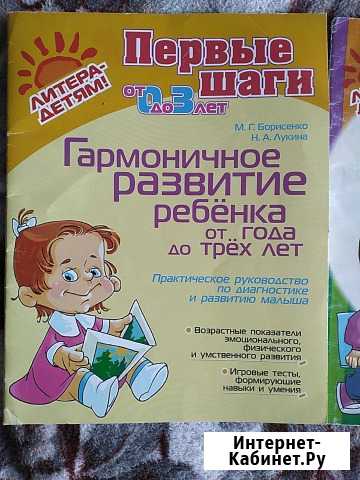 ЛИТЕРА-
ДЕТЯМ!
Первые
шаги
от 0 до 3 лет
М. Г. Борисенко
Н. А. Лукина
Гармоничное
развитие
ребёнка
от года
до трёх лет
Практическое руководство
по диагностике
и развитию малыша
Возрастные показатели
эмоционального,
физического
и умственного развития
Игровые тесты,
формирующие
навыки и умения
Интернет-
Кабинет.Ру